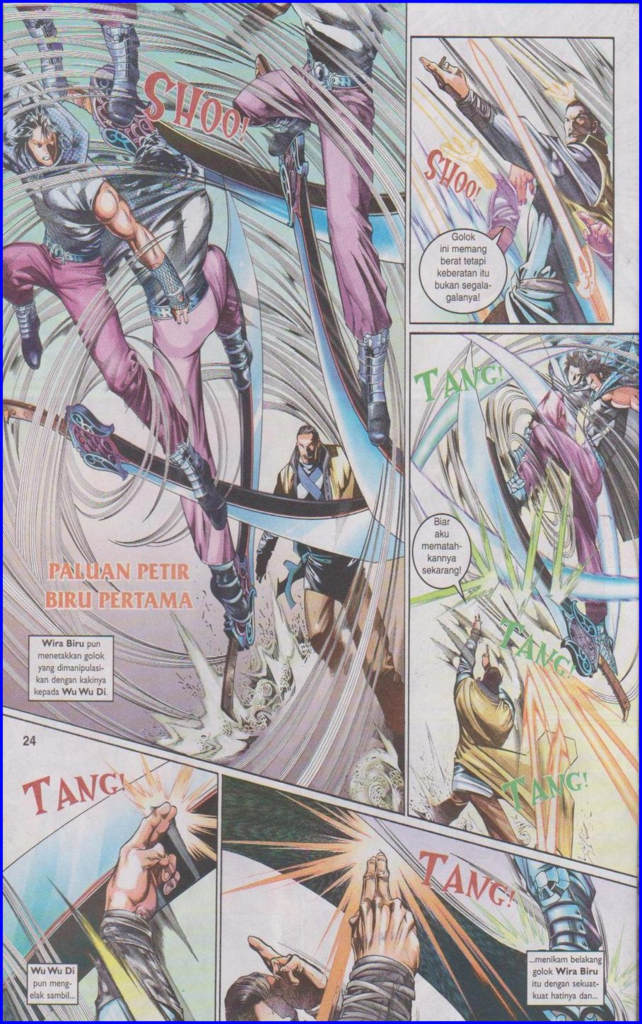 SHOO!
PALUAN PETIR
BIRU PERTAMA
Wira Biru pun
menetakkan golok
yang dimanipulasi-
kan dengan kakinya
kepada Wu Wu Di.
SHOO!
Golok
ini memang
berat tetapi
keberatan itu
bukan segala-
galanya!
TANG!
Biar
aku
mematah-
kannya
sekarang!
TANG!
TANG!
24
TANG!
Wu Wu Di
pun meng-
elak sambil...
TANG!
...menikam belakang
golok Wira Biru
itu dengan sekuat-
kuat hatinya dan...